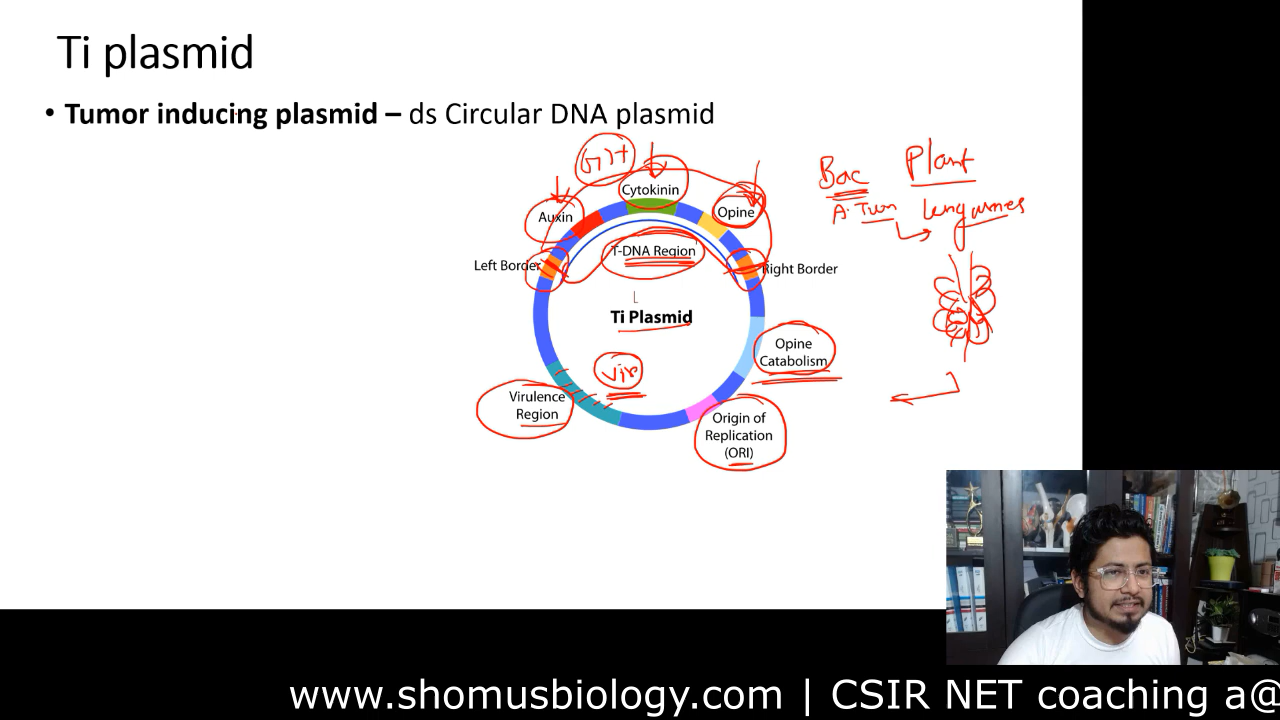 Ti plasmid
• Tumor inducing plasmid – ds Circular DNA plasmid
Cytokinin
Auxin
Opine
T-DNA Region
Left Border
Right Border
Ti Plasmid
Opine
Catabolism
vir
Virulence
Region
Origin of
Replication
(ORI)
Bac
Plant
A. Tum
www.shomusbiology.com | CSIR NET coaching a@